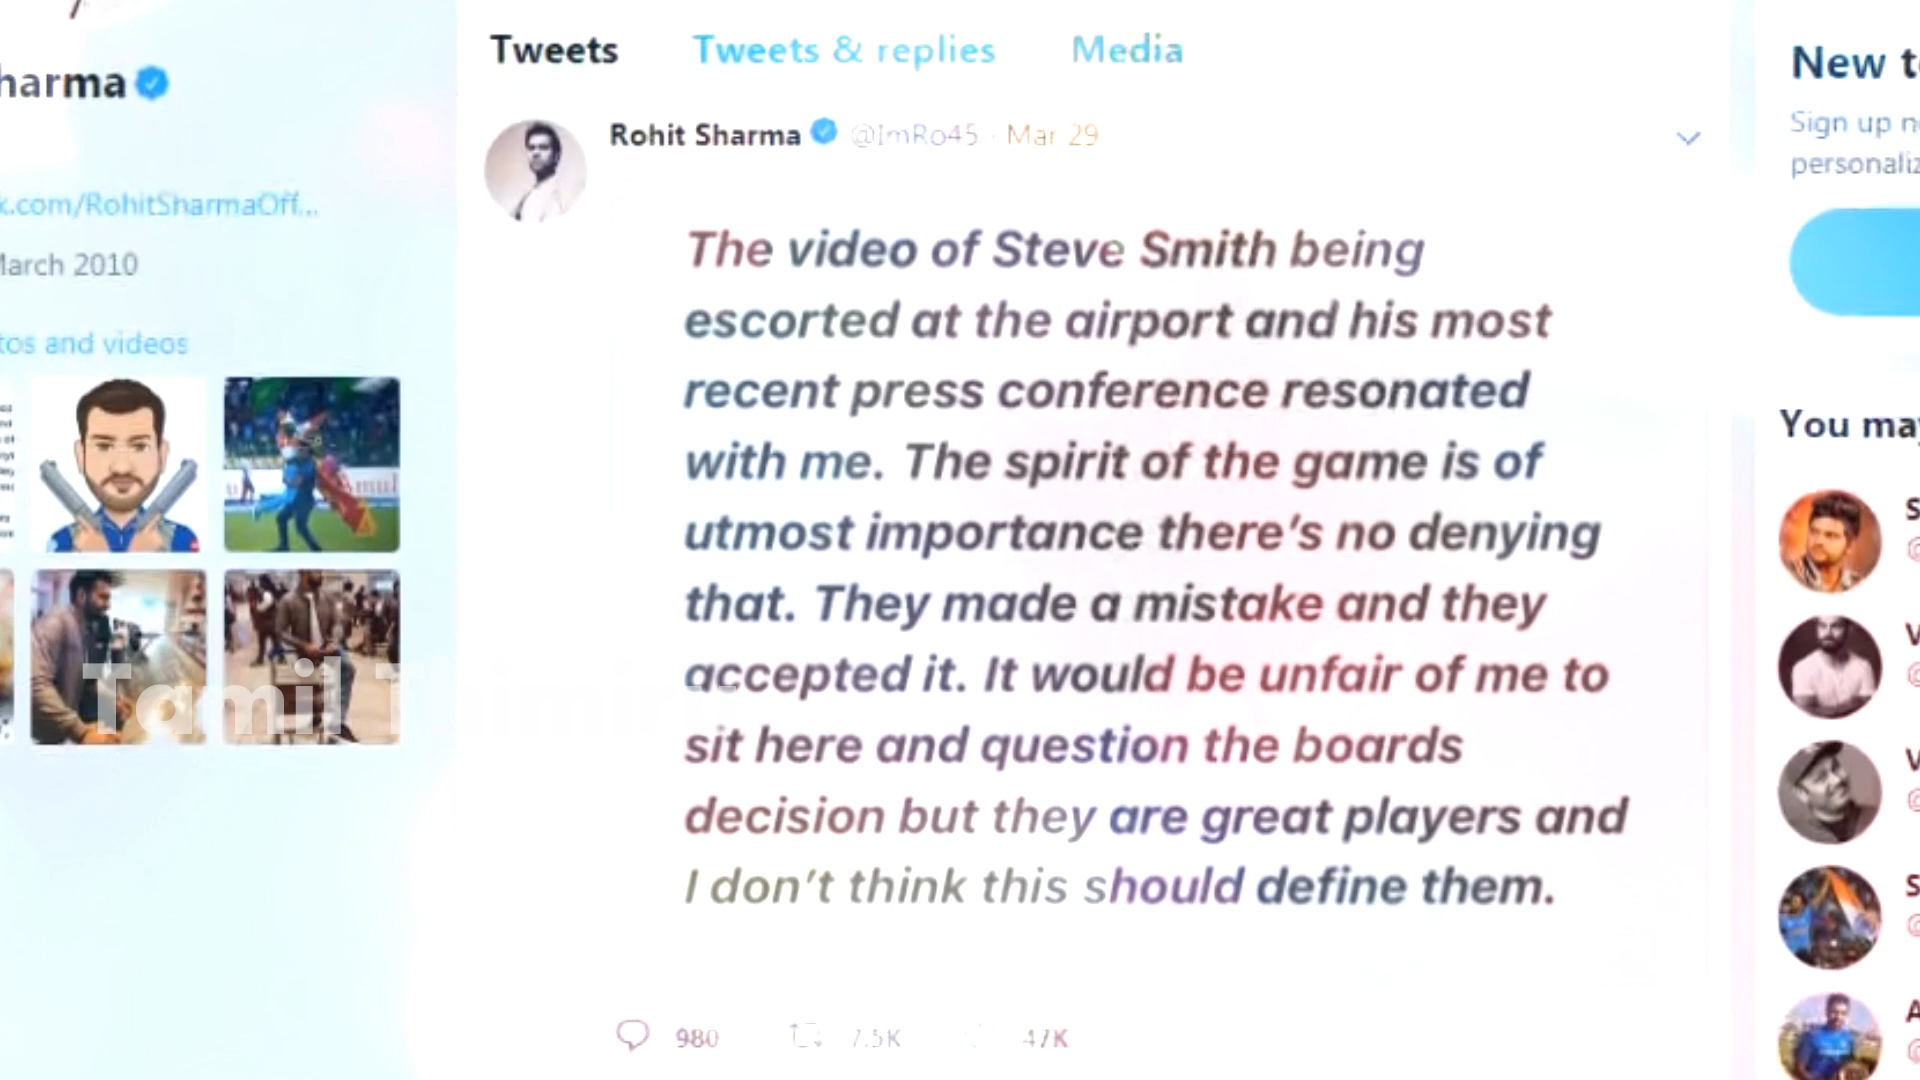 harma
k.com/RohitSharmaOff...
March 2010
tos and videos
Tweets Tweets & replies Media
Rohit Sharma @ImRo45 · Mar 29
The video of Steve Smith being
escorted at the airport and his most
recent press conference resonated
with me. The spirit of the game is of
utmost importance there's no denying
that. They made a mistake and they
accepted it. It would be unfair of me to
sit here and question the boards
decision but they are great players and
I don't think this should define them.
980 7.5K 47K
New t
Sign up n
personaliz
You may
S
V
V
S
A
Tamil